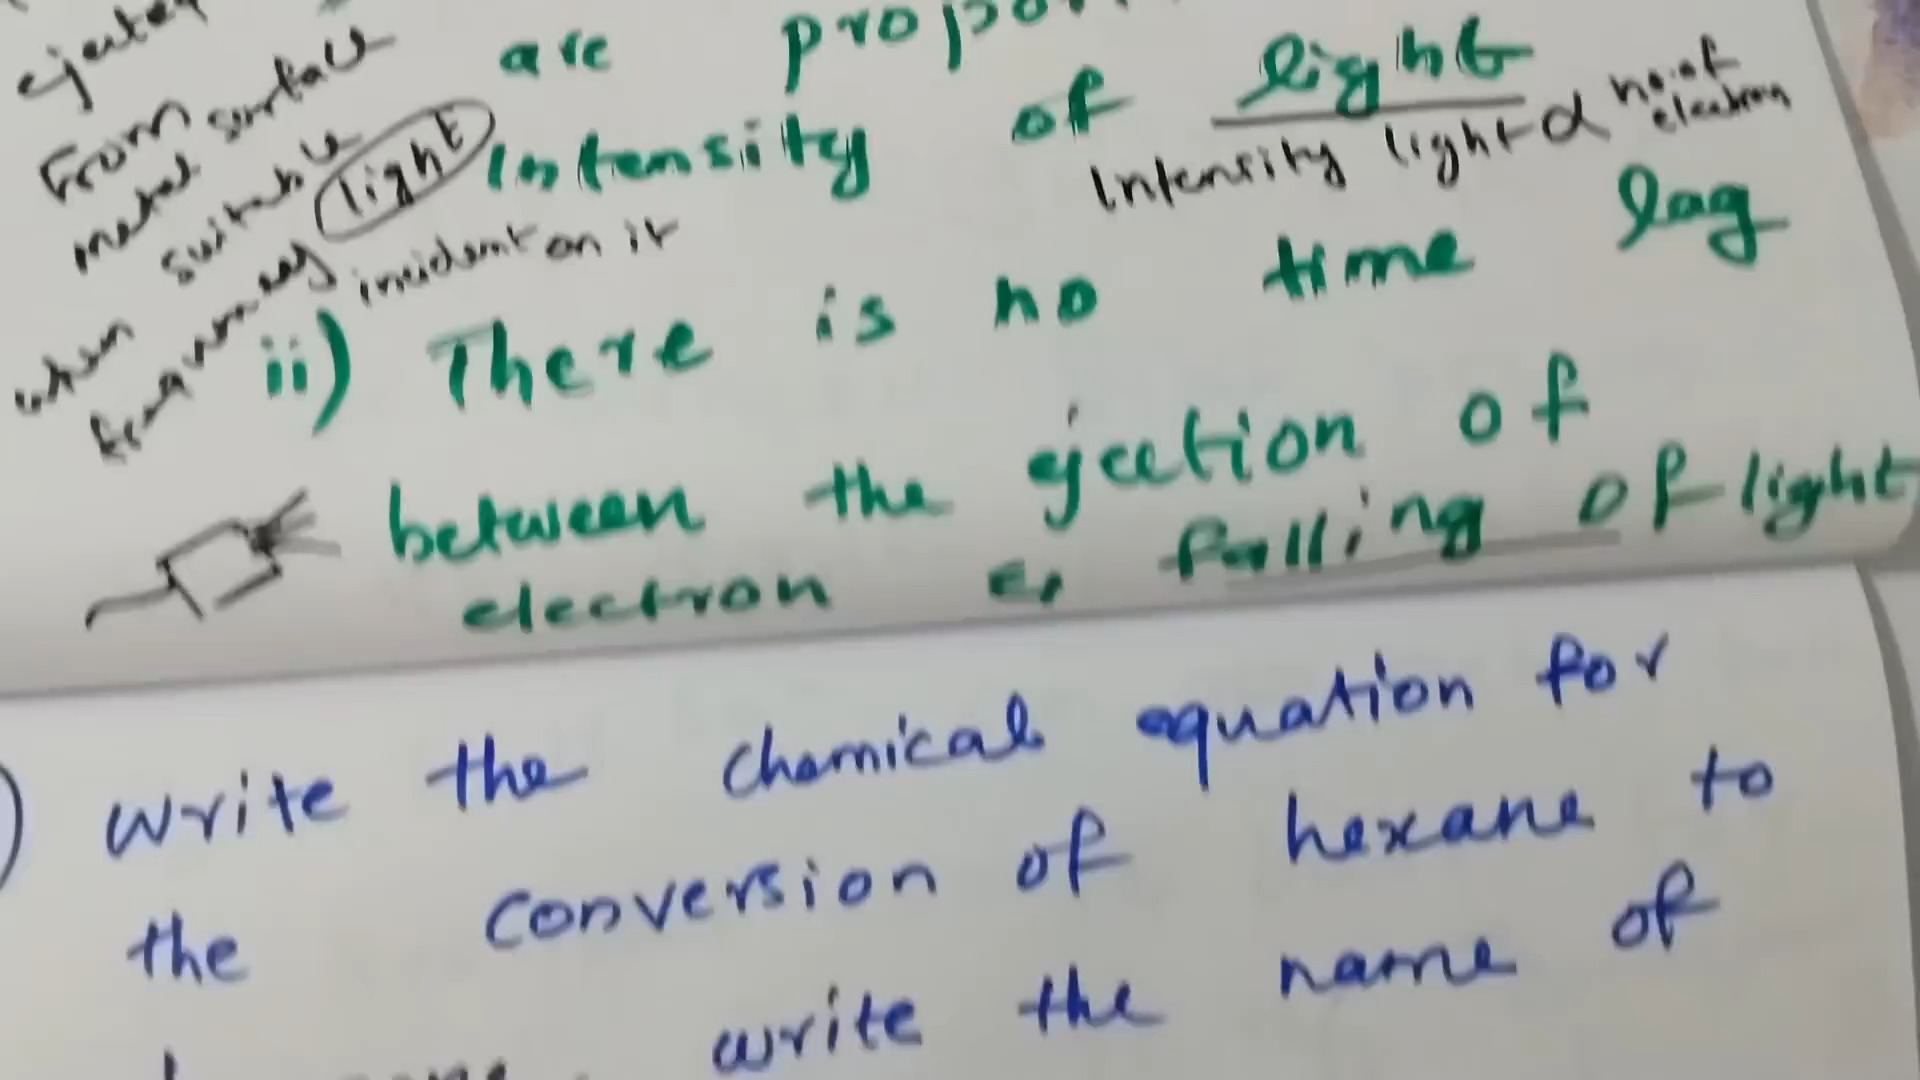 ejected
From
metal surface
when suitable
frequency light
incident on it
are
Intensity of light
Intensity light ∝ no. of
electron
ii) There is no time lag
between the ejection of
electron & falling of light
write the chemical equation for
the conversion of hexane to
write the name of